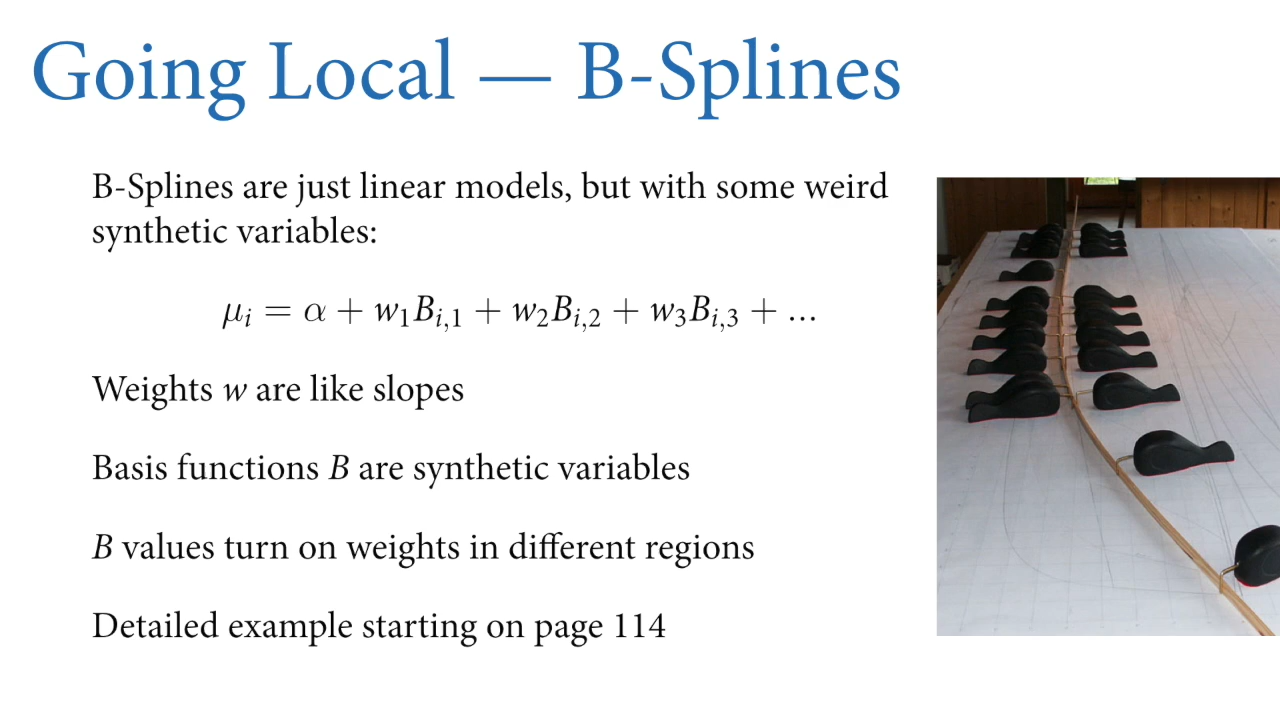 Going Local — B-Splines
B-Splines are just linear models, but with some weird
synthetic variables:
μᵢ = α + w₁Bᵢ,₁ + w₂Bᵢ,₂ + w₃Bᵢ,₃ + ...
Weights w are like slopes
Basis functions B are synthetic variables
B values turn on weights in different regions
Detailed example starting on page 114